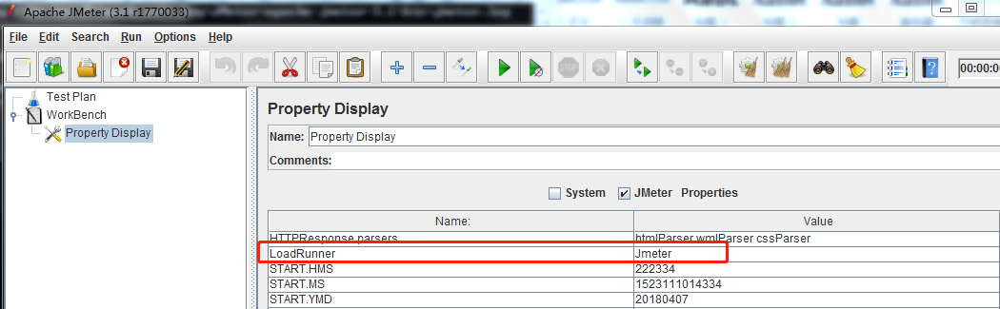 Apache JMeter (3.1 r1770033)
File Edit Search Run Options Help
STOP
00:00:0
Test Plan
WorkBench
Property Display
Property Display
Name: Property Display
Comments:
System JMeter Properties
Name: Value
HTTPResponse.parsers htmlParser wmlParser cssParser
LoadRunner Jmeter
START.HMS 222334
START.MS 1523111014334
START.YMD 20180407